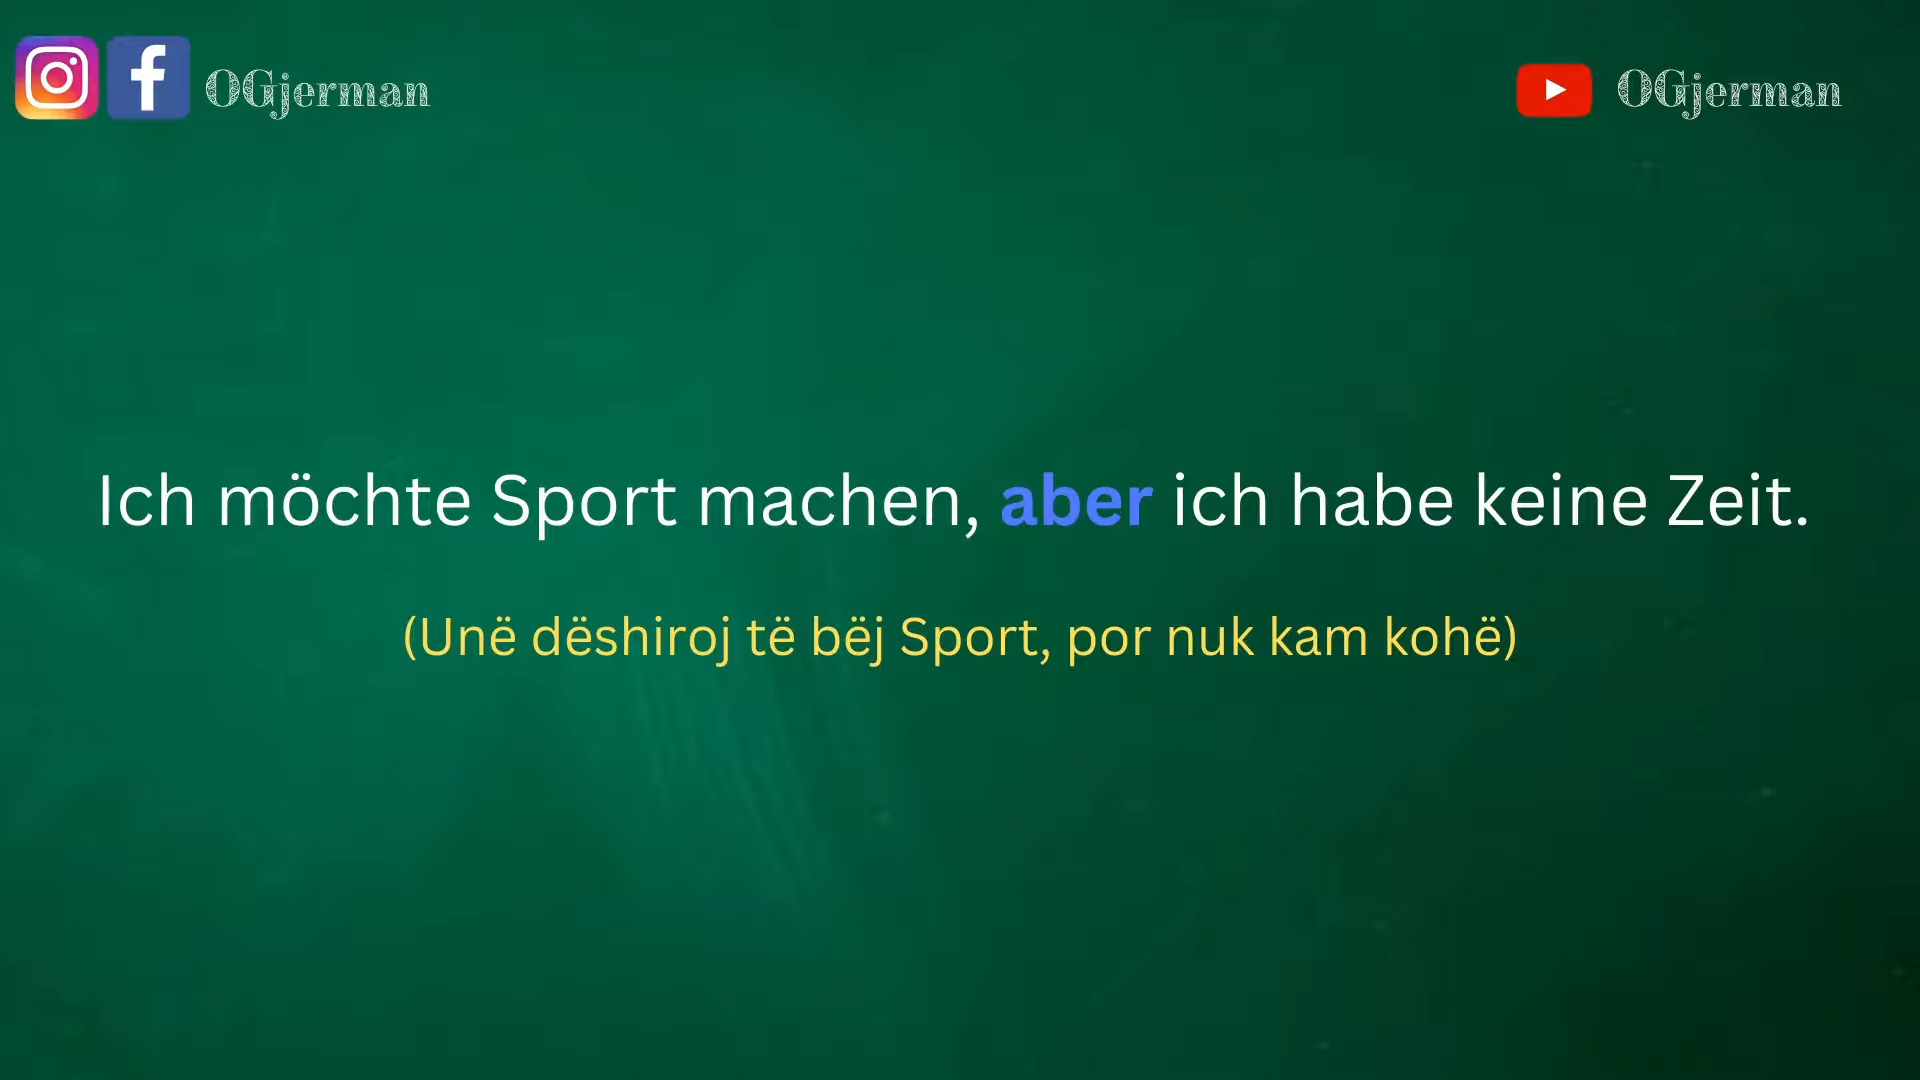 OGjerman
OGjerman
Ich möchte Sport machen, aber ich habe keine Zeit.
(Unë dëshiroj të bëj Sport, por nuk kam kohë)